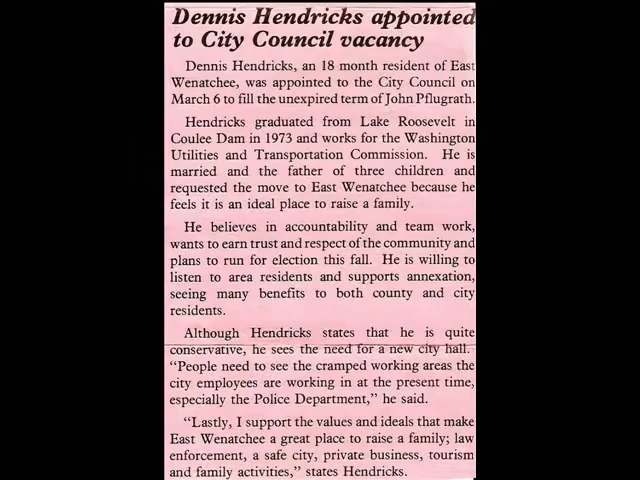 Dennis Hendricks appointed
to City Council vacancy
Dennis Hendricks, an 18 month resident of East
Wenatchee, was appointed to the City Council on
March 6 to fill the unexpired term of John Pflugrath.
Hendricks graduated from Lake Roosevelt in
Coulee Dam in 1973 and works for the Washington
Utilities and Transportation Commission. He is
married and the father of three children and
requested the move to East Wenatchee because he
feels it is an ideal place to raise a family.
He believes in accountability and team work,
wants to earn trust and respect of the community and
plans to run for election this fall. He is willing to
listen to area residents and supports annexation,
seeing many benefits to both county and city
residents.
Although Hendricks states that he is quite
conservative, he sees the need for a new city hall.
“People need to see the cramped working areas the
city employees are working in at the present time,
especially the Police Department,” he said.
“Lastly, I support the values and ideals that make
East Wenatchee a great place to raise a family; law
enforcement, a safe city, private business, tourism
and family activities,” states Hendricks.